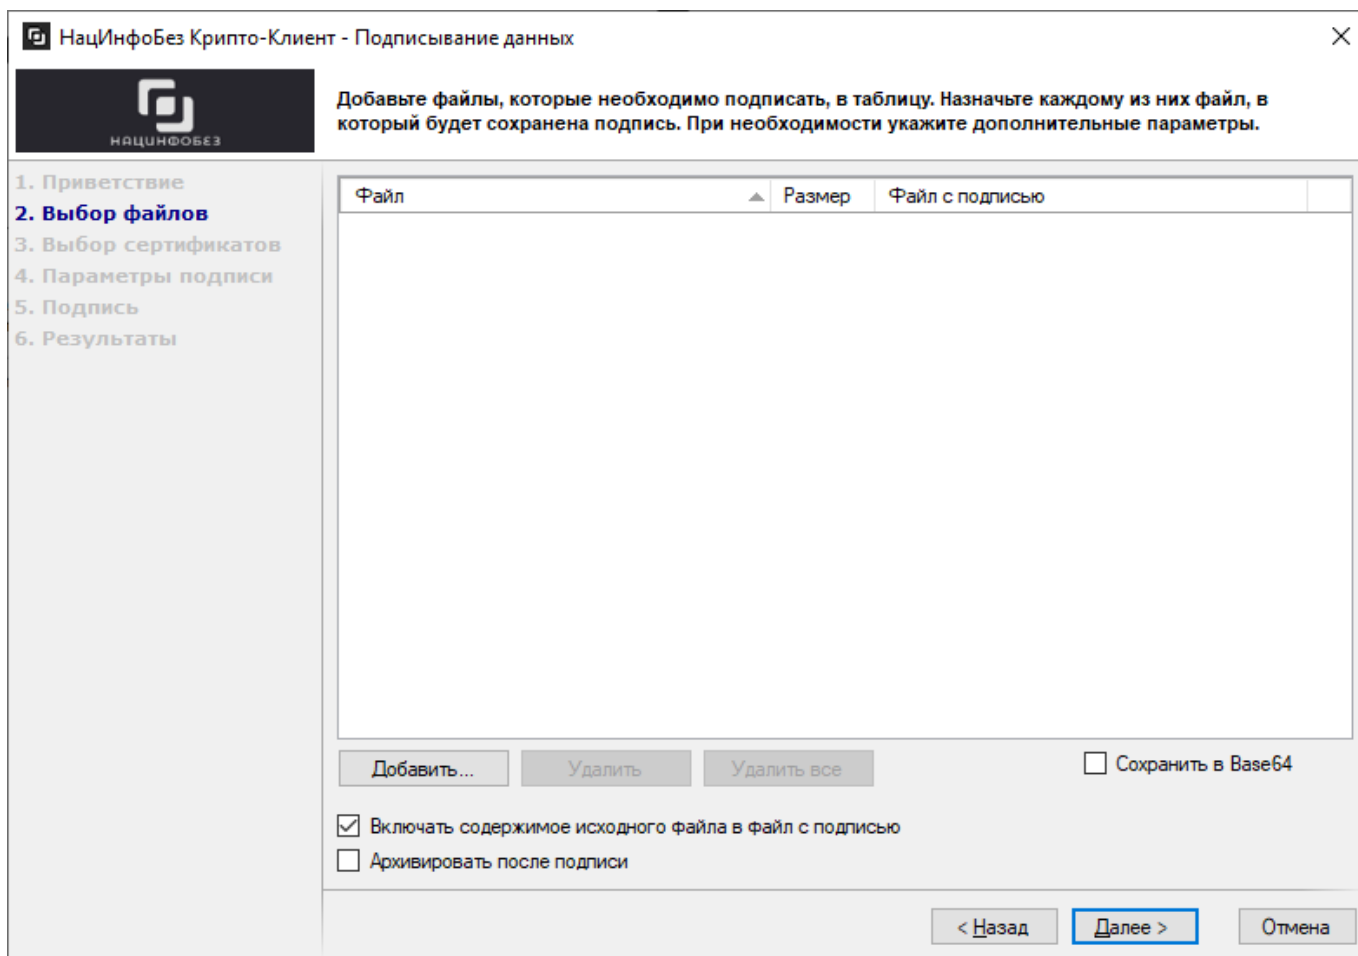 НацИнфоБез Крипто-Клиент - Подписывание данных
НАЦИНФОБЕЗ
Добавьте файлы, которые необходимо подписать, в таблицу. Назначьте каждому из них файл, в
который будет сохранена подпись. При необходимости укажите дополнительные параметры.
1. Приветствие
2. Выбор файлов
3. Выбор сертификатов
4. Параметры подписи
5. Подпись
6. Результаты
Файл Размер Файл с подписью
Добавить... Удалить Удалить все Сохранить в Base64
Включать содержимое исходного файла в файл с подписью
Архивировать после подписи
< Назад Далее > Отмена